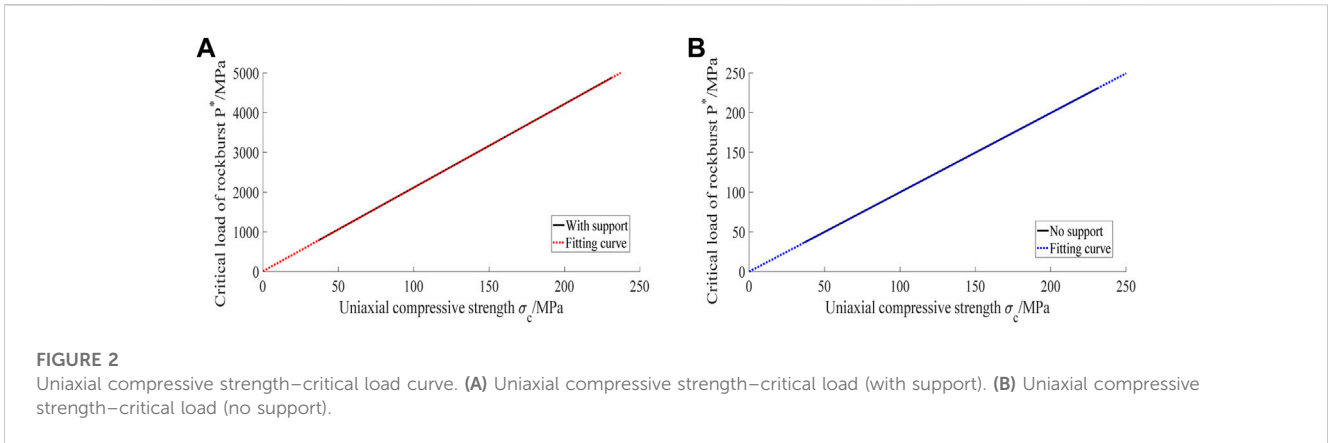 A
Critical load of rockburst P*/MPa
5000
4000
3000
2000
1000
0
0 50 100 150 200 250
Uniaxial compressive strength σc/MPa
With support
Fitting curve
B
Critical load of rockburst P*/MPa
250
200
150
100
50
0
0 50 100 150 200 250
Uniaxial compressive strength σc/MPa
No support
Fitting curve
FIGURE 2
Uniaxial compressive strength–critical load curve. (A) Uniaxial compressive strength–critical load (with support). (B) Uniaxial compressive
strength–critical load (no support).